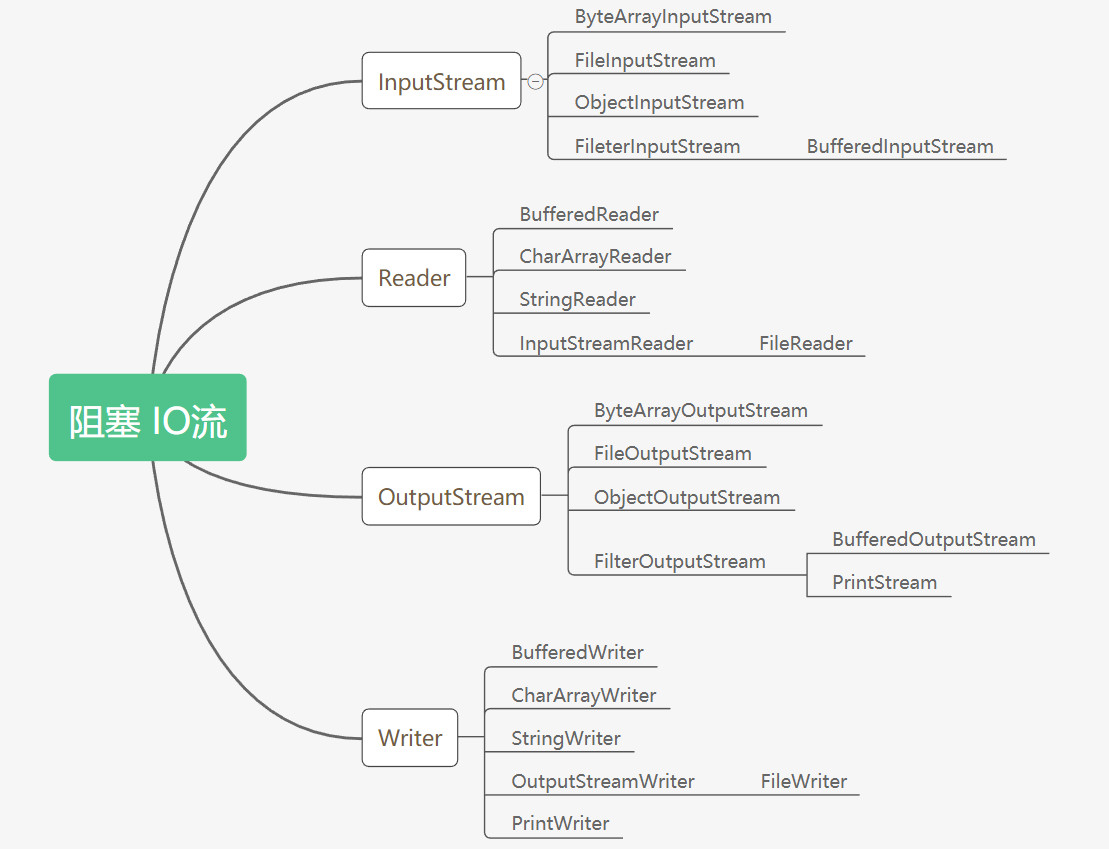 阻塞 IO流
InputStream
ByteArrayInputStream
FileInputStream
ObjectInputStream
FileterInputStream
BufferedInputStream
Reader
BufferedReader
CharArrayReader
StringReader
InputStreamReader
FileReader
OutputStream
ByteArrayOutputStream
FileOutputStream
ObjectOutputStream
FilterOutputStream
BufferedOutputStream
PrintStream
Writer
BufferedWriter
CharArrayWriter
StringWriter
OutputStreamWriter
FileWriter
PrintWriter